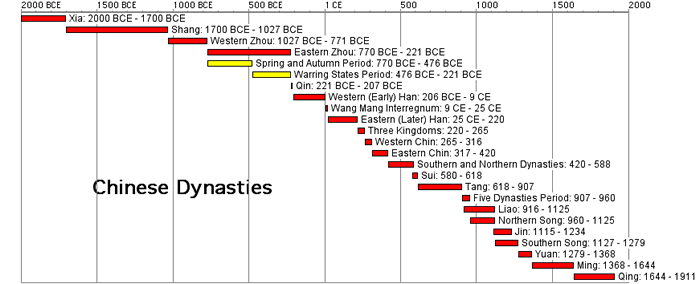 2000 BCE 1500 BCE 1000 BCE 500 BCE 1 CE 500 1000 1500 2000
Xia: 2000 BCE - 1700 BCE
Shang: 1700 BCE - 1027 BCE
Western Zhou: 1027 BCE - 771 BCE
Eastern Zhou: 770 BCE - 221 BCE
Spring and Autumn Period: 770 BCE - 476 BCE
Warring States Period: 476 BCE - 221 BCE
Qin: 221 BCE - 207 BCE
Western (Early) Han: 206 BCE - 9 CE
Wang Mang Interregnum: 9 CE - 25 CE
Eastern (Later) Han: 25 CE - 220
Three Kingdoms: 220 - 265
Western Chin: 265 - 316
Eastern Chin: 317 - 420
Southern and Northern Dynasties: 420 - 588
Sui: 580 - 618
Chinese Dynasties
Tang: 618 - 907
Five Dynasties Period: 907 - 960
Liao: 916 - 1125
Northern Song: 960 - 1125
Jin: 1115 - 1234
Southern Song: 1127 - 1279
Yuan: 1279 - 1368
Ming: 1368 - 1644
Qing: 1644 - 1911